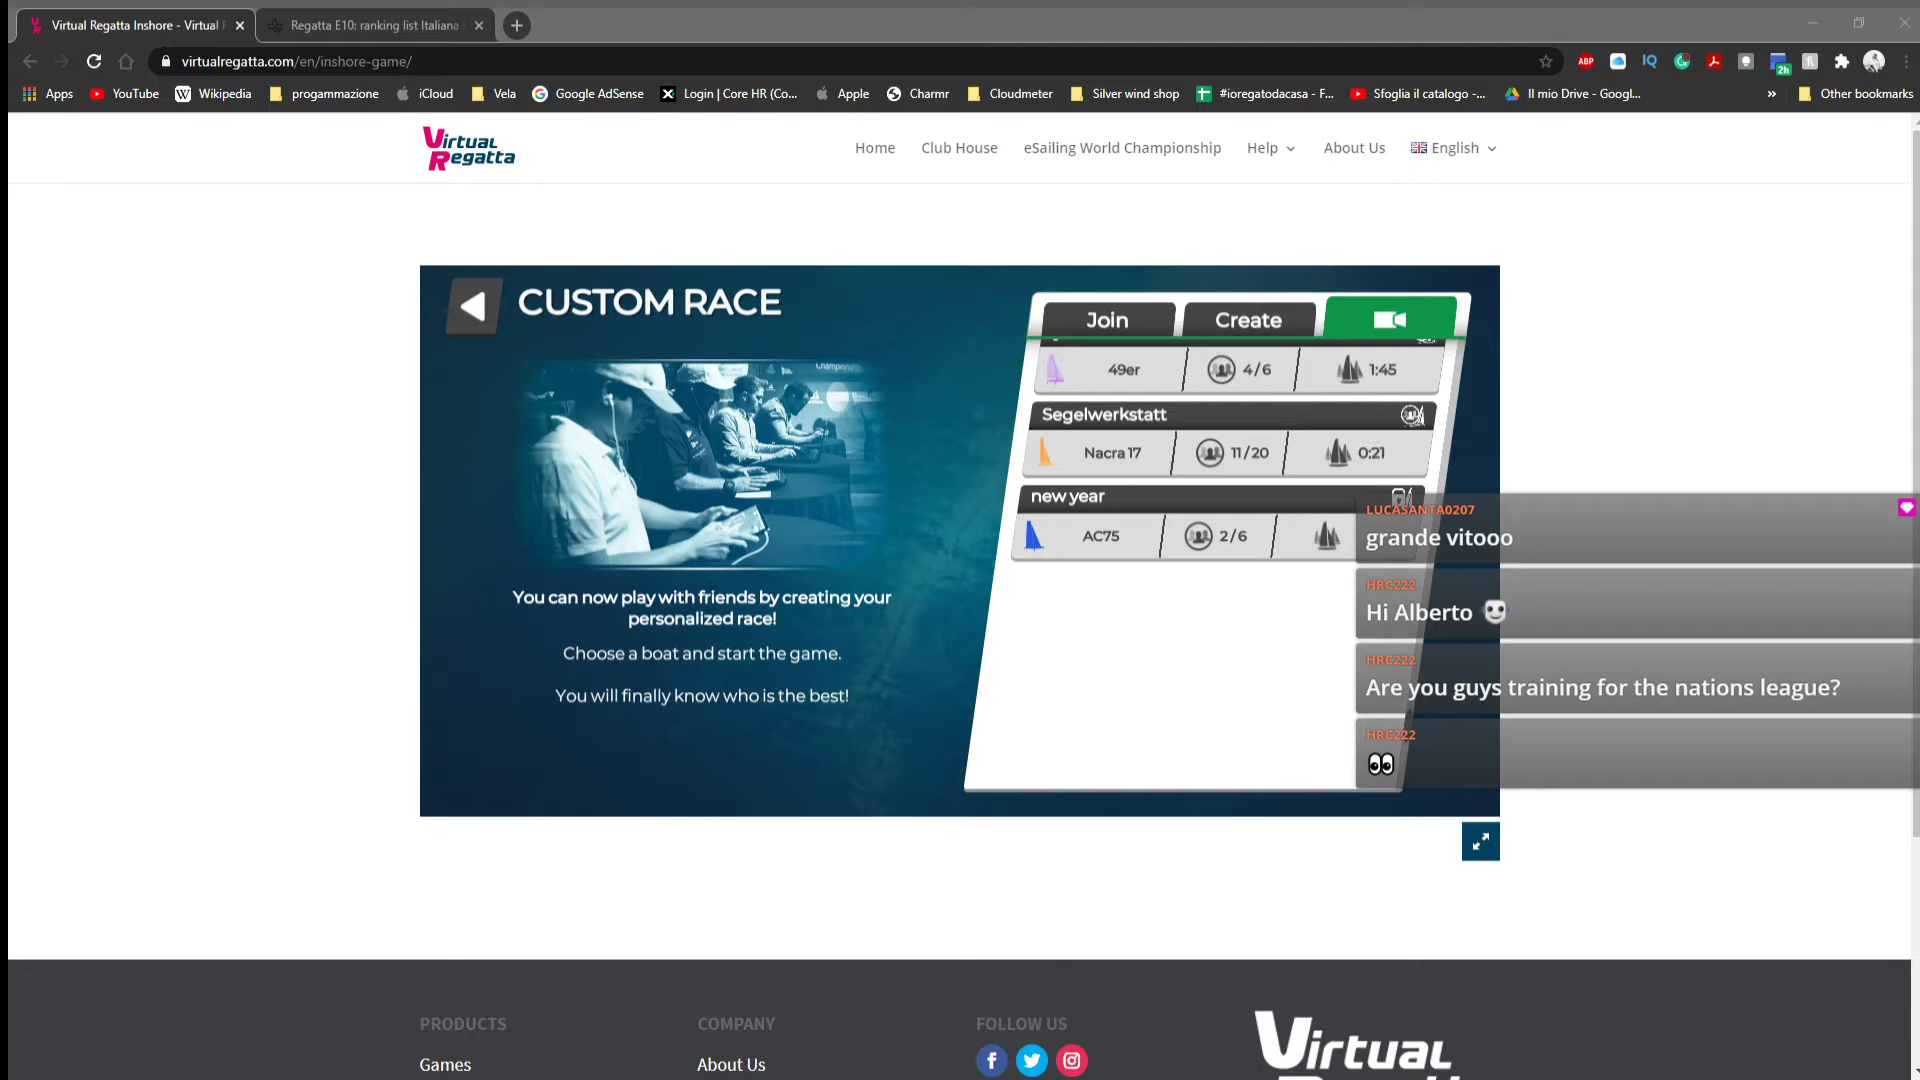 Virtual Regatta Inshore - Virtual
Regatta E10: ranking list Italiana
virtualregatta.com/en/inshore-game/
ABP
IQ
2h
Apps
YouTube
Wikipedia
progammazione
iCloud
Vela
Google AdSense
Login | Core HR (Co...
Apple
Charmr
Cloudmeter
Silver wind shop
#ioregatodacasa - F...
Sfoglia il catalogo -...
Il mio Drive - Googl...
»
Other bookmarks
Virtual
Regatta
Home
Club House
eSailing World Championship
Help
About Us
English
CUSTOM RACE
Join
Create
49er
4/6
1:45
Segelwerkstatt
Nacra 17
11/20
0:21
new year
AC75
2/6
Championship
You can now play with friends by creating your
personalized race!
Choose a boat and start the game.
You will finally know who is the best!
LUCASANTA0207
grande vitooo
HRC222
Hi Alberto
HRC222
Are you guys training for the nations league?
HRC222
PRODUCTS
Games
COMPANY
About Us
FOLLOW US
Virtual